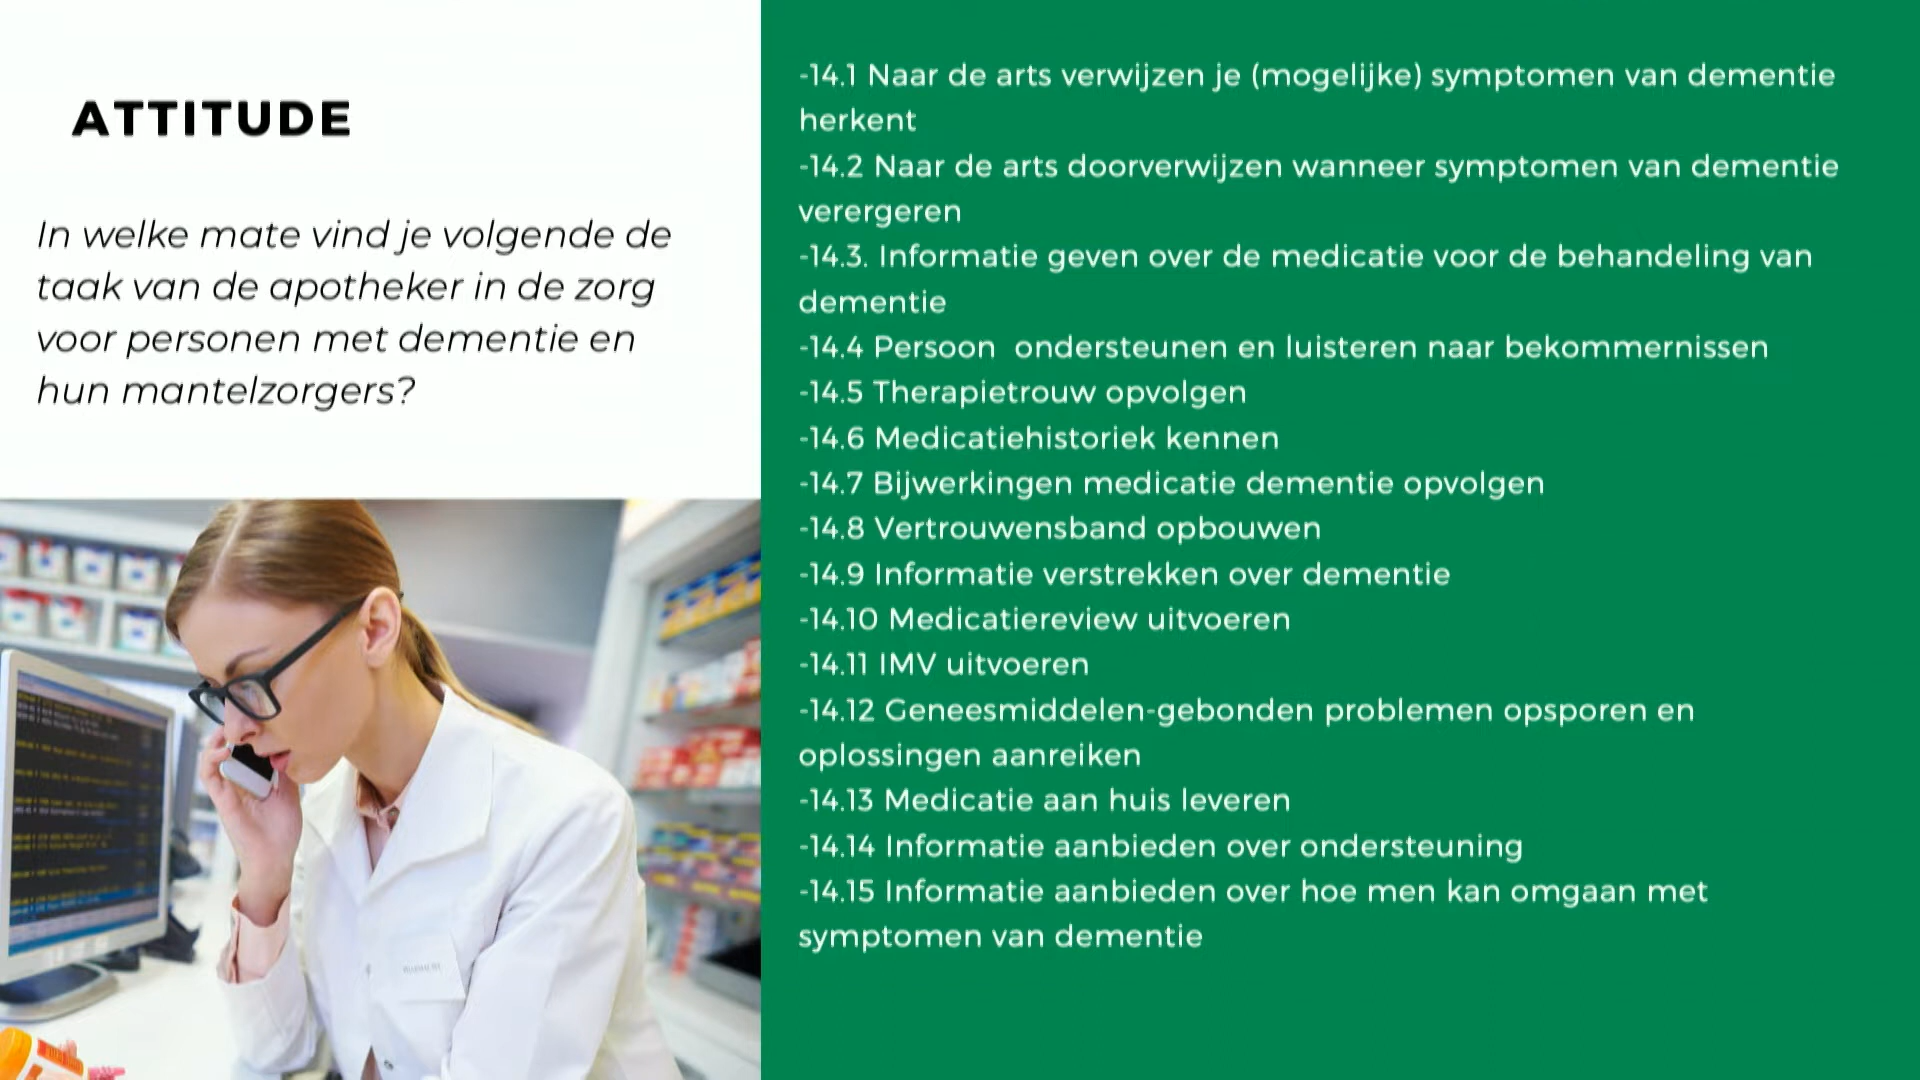 ATTITUDE
In welke mate vind je volgende de
taak van de apotheker in de zorg
voor personen met dementie en
hun mantelzorgers?
-14.1 Naar de arts verwijzen je (mogelijke) symptomen van dementie
herkent
-14.2 Naar de arts doorverwijzen wanneer symptomen van dementie
verergeren
-14.3. Informatie geven over de medicatie voor de behandeling van
dementie
-14.4 Persoon  ondersteunen en luisteren naar bekommernissen
-14.5 Therapietrouw opvolgen
-14.6 Medicatiehistoriek kennen
-14.7 Bijwerkingen medicatie dementie opvolgen
-14.8 Vertrouwensband opbouwen
-14.9 Informatie verstrekken over dementie
-14.10 Medicatiereview uitvoeren
-14.11 IMV uitvoeren
-14.12 Geneesmiddelen-gebonden problemen opsporen en
oplossingen aanreiken
-14.13 Medicatie aan huis leveren
-14.14 Informatie aanbieden over ondersteuning
-14.15 Informatie aanbieden over hoe men kan omgaan met
symptomen van dementie